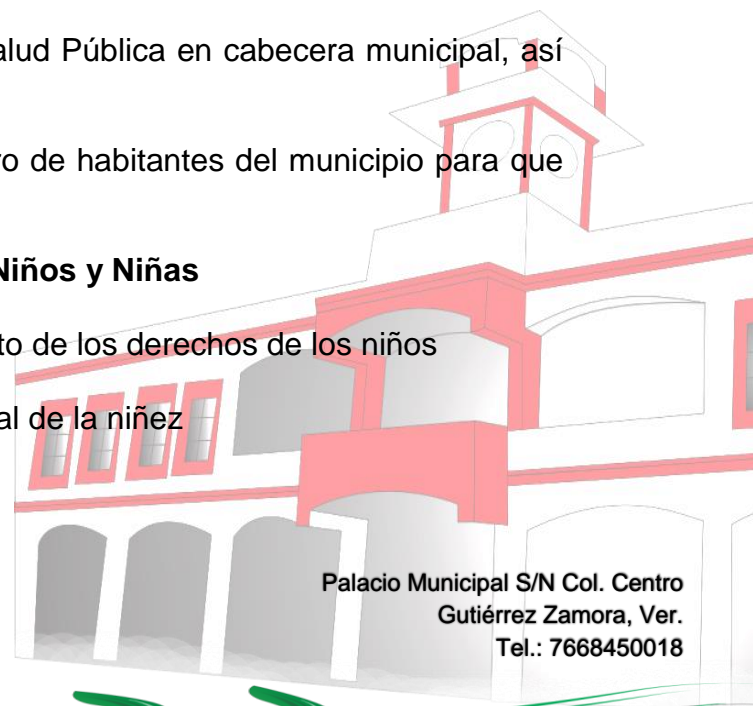 alud Pública en cabecera municipal, así
ro de habitantes del municipio para que
Niños y Niñas
to de los derechos de los niños
al de la niñez
Palacio Municipal S/N Col. Centro
Gutiérrez Zamora, Ver.
Tel.: 7668450018